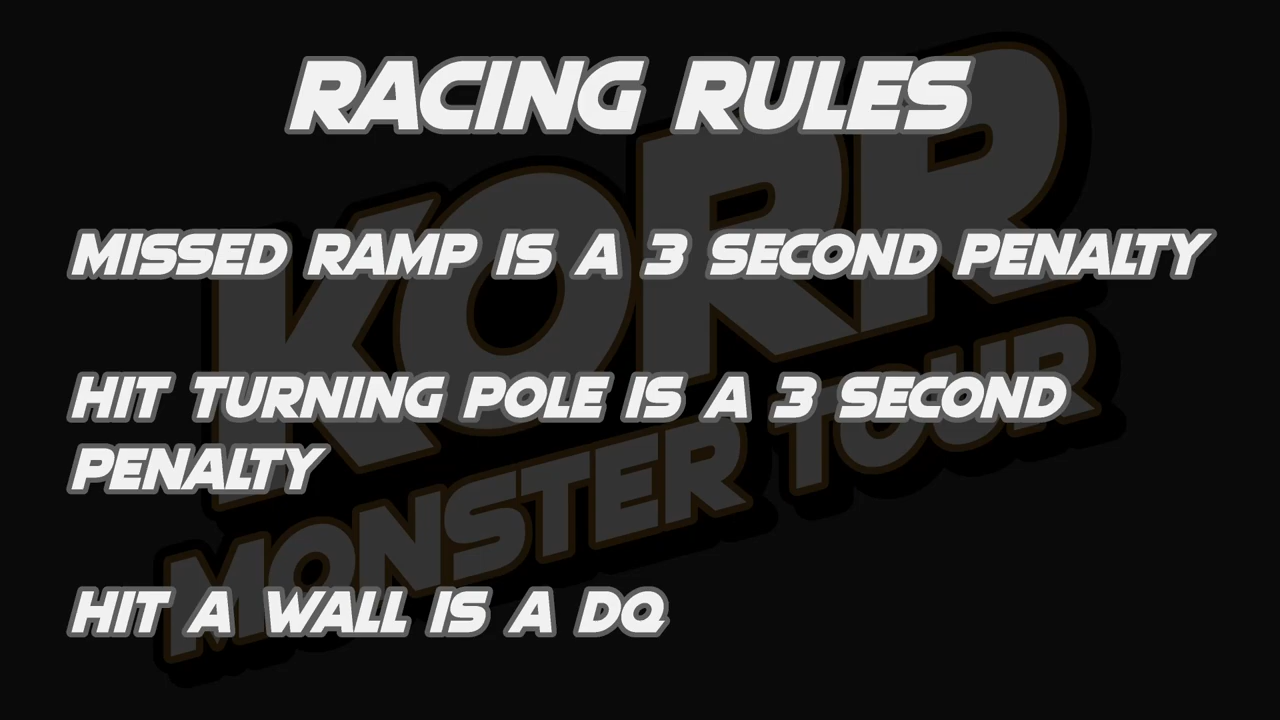 RACING RULES
MISSED RAMP IS A 3 SECOND PENALTY
HIT TURNING POLE IS A 3 SECOND
PENALTY
HIT A WALL IS A DQ
KORR
MONSTER TOUR